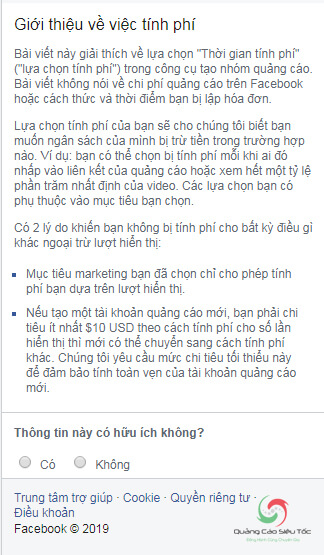 Giới thiệu về việc tính phí
Bài viết này giải thích về lựa chọn "Thời gian tính phí"
("lựa chọn tính phí") trong công cụ tạo nhóm quảng cáo.
Bài viết không nói về chi phí quảng cáo trên Facebook
hoặc cách thức và thời điểm bạn bị lập hóa đơn.
Lựa chọn tính phí của bạn sẽ cho chúng tôi biết bạn
muốn ngân sách của mình bị trừ tiền trong trường hợp
nào. Ví dụ: bạn có thể chọn bị tính phí mỗi khi ai đó
nhấp vào liên kết của quảng cáo hoặc xem hết một tỷ lệ
phần trăm nhất định của video. Các lựa chọn bạn có
phụ thuộc vào mục tiêu bạn chọn.
Có 2 lý do khiến bạn không bị tính phí cho bất kỳ điều gì
khác ngoại trừ lượt hiển thị:
Mục tiêu marketing bạn đã chọn chỉ cho phép tính
phí bạn dựa trên lượt hiển thị.
Nếu tạo một tài khoản quảng cáo mới, bạn phải chi
tiêu ít nhất $10 USD theo cách tính phí cho số lần
hiển thị thì mới có thể chuyển sang cách tính phí
khác. Chúng tôi yêu cầu mức chi tiêu tối thiểu này
để đảm bảo tính toàn vẹn của tài khoản quảng cáo
mới.
Thông tin này có hữu ích không?
Có Không
Trung tâm trợ giúp · Cookie · Quyền riêng tư ·
Điều khoản
Facebook © 2019
Quảng Cáo Siêu Tốc